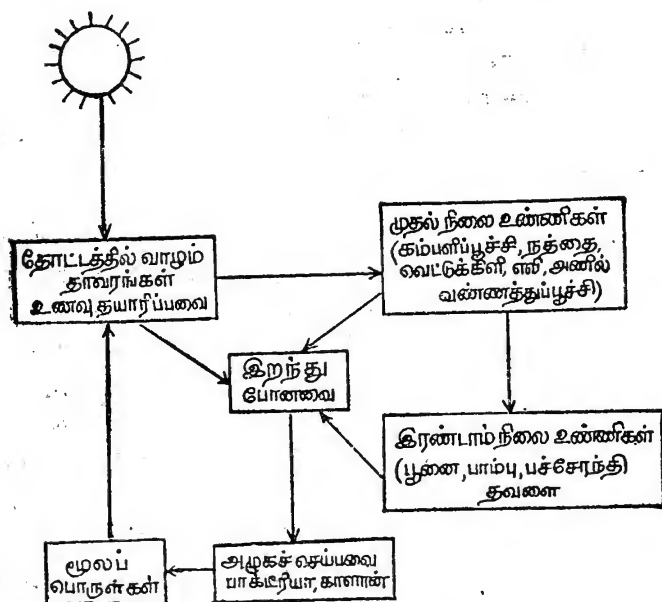 தோட்டத்தில் வாழும்
தாவரங்கள்
உணவு தயாரிப்பவை
முதல் நிலை உண்ணிகள்
(கம்பளிப்பூச்சி, நத்தை,
வெட்டுக்கிளி, எலி, அணில்
வண்ணத்துப்பூச்சி)
இறந்து
போனவை
இரண்டாம் நிலை உண்ணிகள்
(பூனை, பாம்பு, பச்சோந்தி)
தவளை
அழுகச் செய்பவை
பாக்டீரியா, காளான்
மூலப்
பொருள்கள்